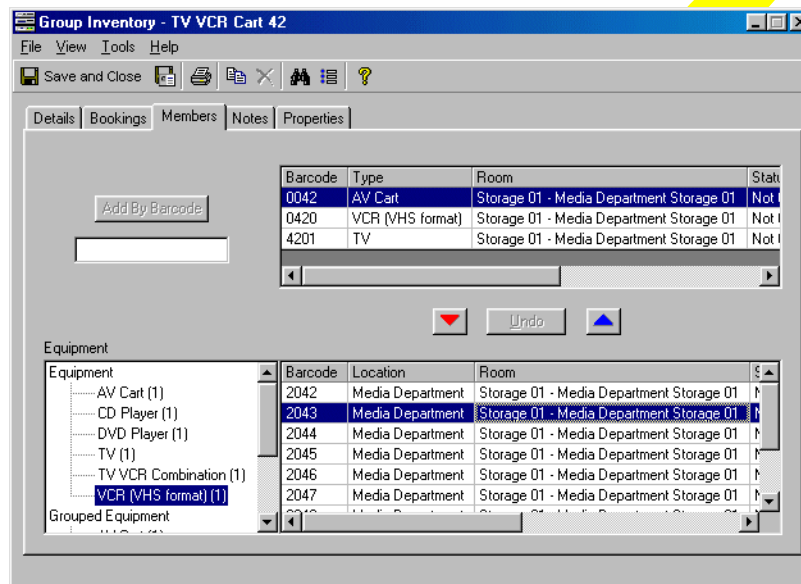 Group Inventory - TV VCR Cart 42
File View Tools Help
Save and Close
Details Bookings Members Notes Properties
Barcode Type Room
0042 AV Cart Storage 01 - Media Department Storage 01 Not
0420 VCR (VHS format) Storage 01 - Media Department Storage 01 Not
4201 TV Storage 01 - Media Department Storage 01 Not
Add By Barcode
Undo
Equipment
Equipment
AV Cart (1)
CD Player (1)
DVD Player (1)
TV (1)
TV VCR Combination (1)
VCR (VHS format) (1)
Grouped Equipment
Barcode Location Room
2042 Media Department Storage 01 - Media Department Storage 01
2043 Media Department Storage 01 - Media Department Storage 01
2044 Media Department Storage 01 - Media Department Storage 01
2045 Media Department Storage 01 - Media Department Storage 01
2046 Media Department Storage 01 - Media Department Storage 01
2047 Media Department Storage 01 - Media Department Storage 01